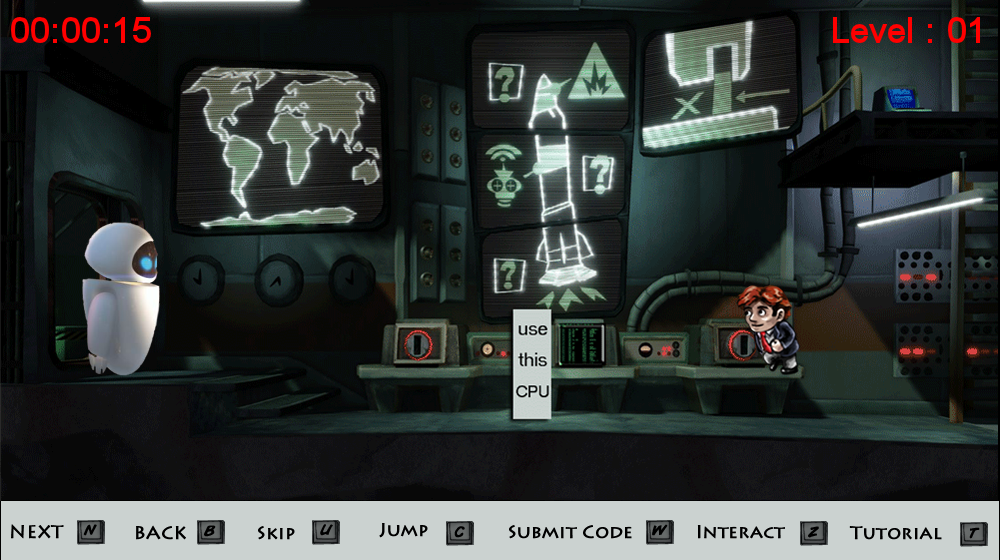 00:00:15
Level : 01
?
?
?
use
this
CPU
NEXT N BACK B SKIP U JUMP C SUBMIT CODE W INTERACT Z TUTORIAL T